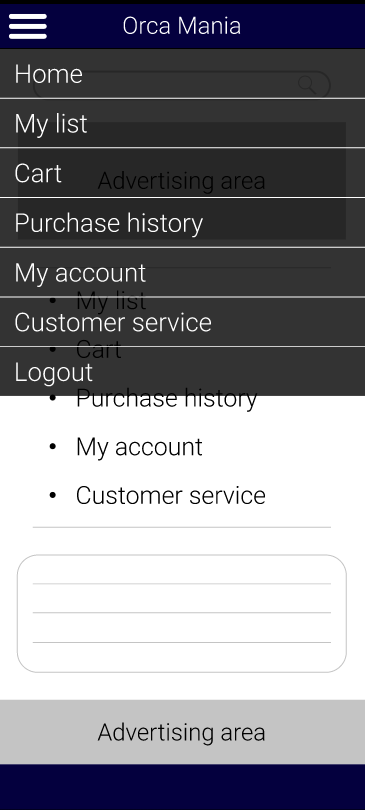 Orca Mania
Home
My list
Cart
Advertising area
Purchase history
My account
• My list
Customer service
• Cart
Logout
• Purchase history
• My account
• Customer service
Advertising area